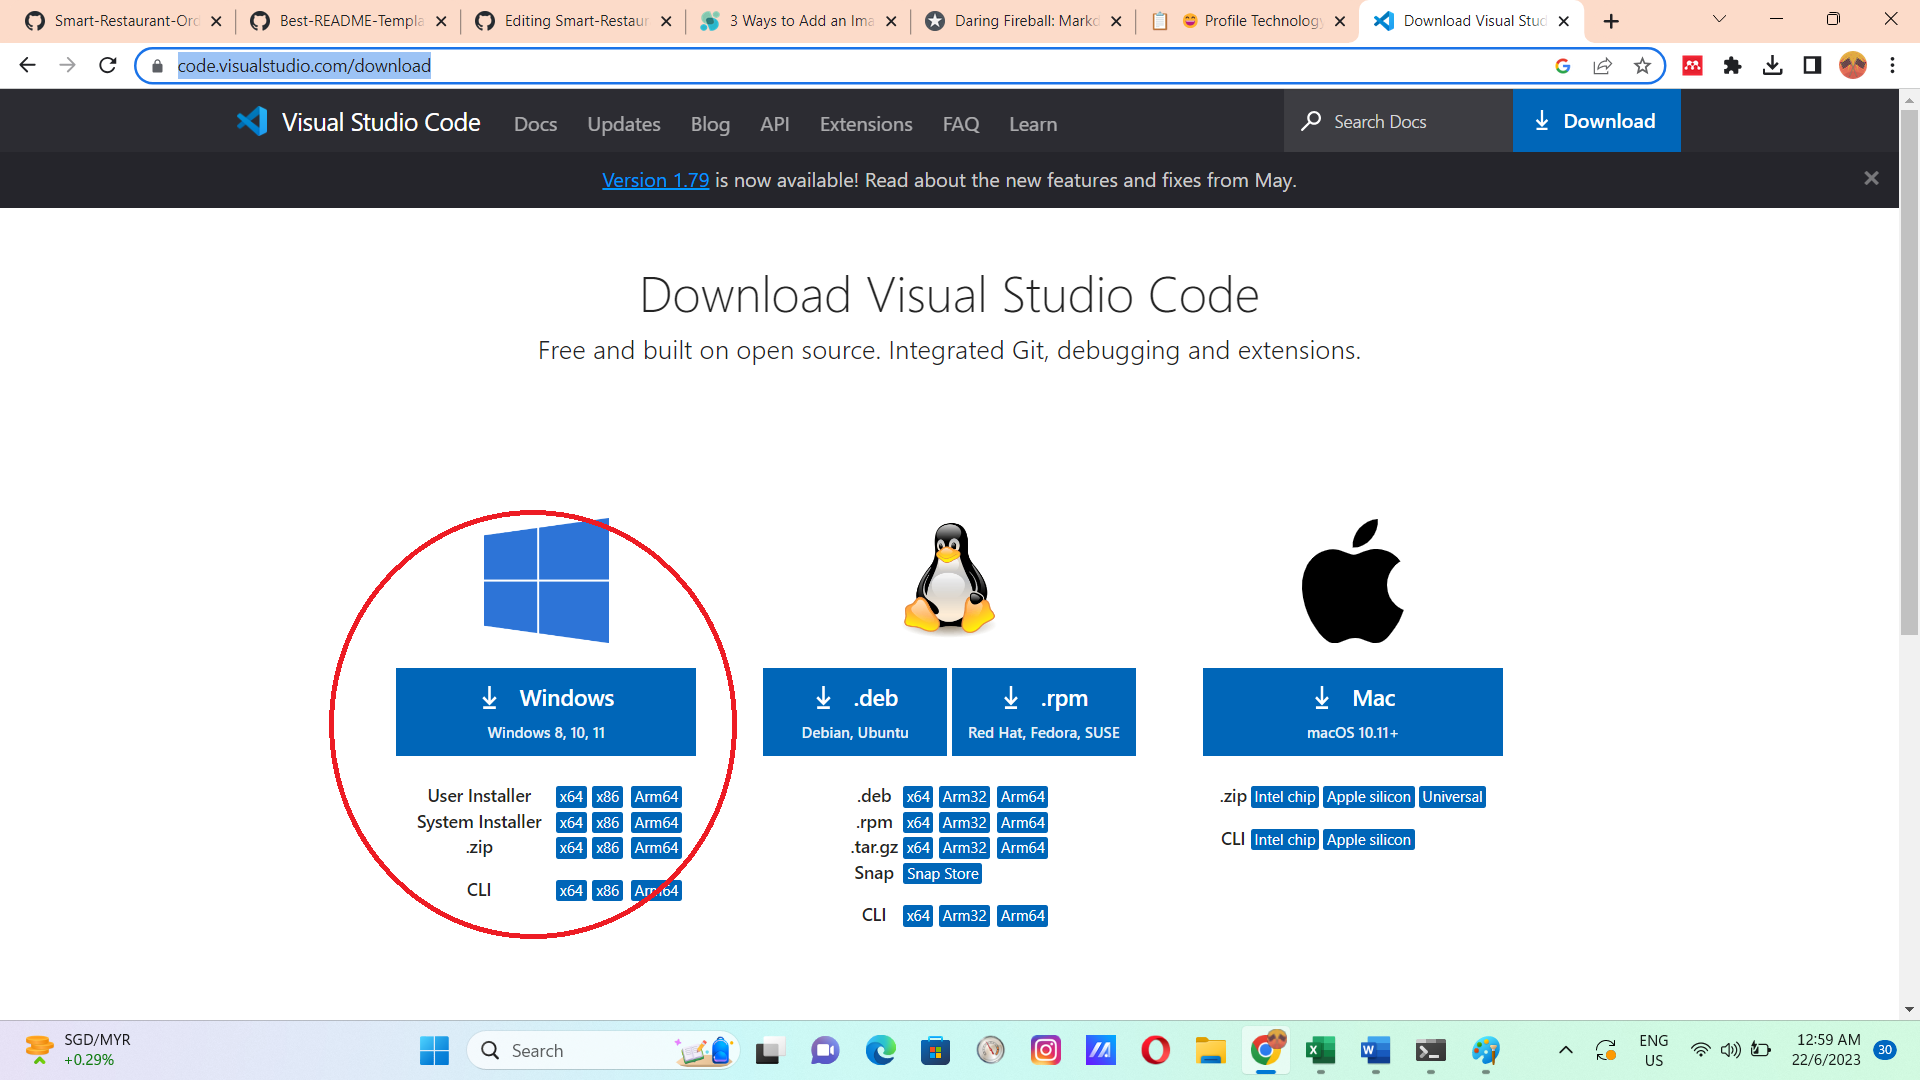 Smart-Restaurant-Ord
Best-README-Templa
Editing Smart-Restaur
3 Ways to Add an Ima
Daring Fireball: Markd
Profile Technology
Download Visual Stud
code.visualstudio.com/download
Visual Studio Code
Docs
Updates
Blog
API
Extensions
FAQ
Learn
Search Docs
Download
Version 1.79 is now available! Read about the new features and fixes from May.
Download Visual Studio Code
Free and built on open source. Integrated Git, debugging and extensions.
Windows
Windows 8, 10, 11
User Installer x64 x86 Arm64
System Installer x64 x86 Arm64
.zip x64 x86 Arm64
CLI x64 x86 Arm64
.deb
Debian, Ubuntu
.rpm
Red Hat, Fedora, SUSE
.deb x64 Arm32 Arm64
.rpm x64 Arm32 Arm64
.tar.gz x64 Arm32 Arm64
Snap Snap Store
CLI x64 Arm32 Arm64
Mac
macOS 10.11+
.zip Intel chip Apple silicon Universal
CLI Intel chip Apple silicon
SGD/MYR
+0.29%
Search
ENG
US
12:59 AM
22/6/2023
30